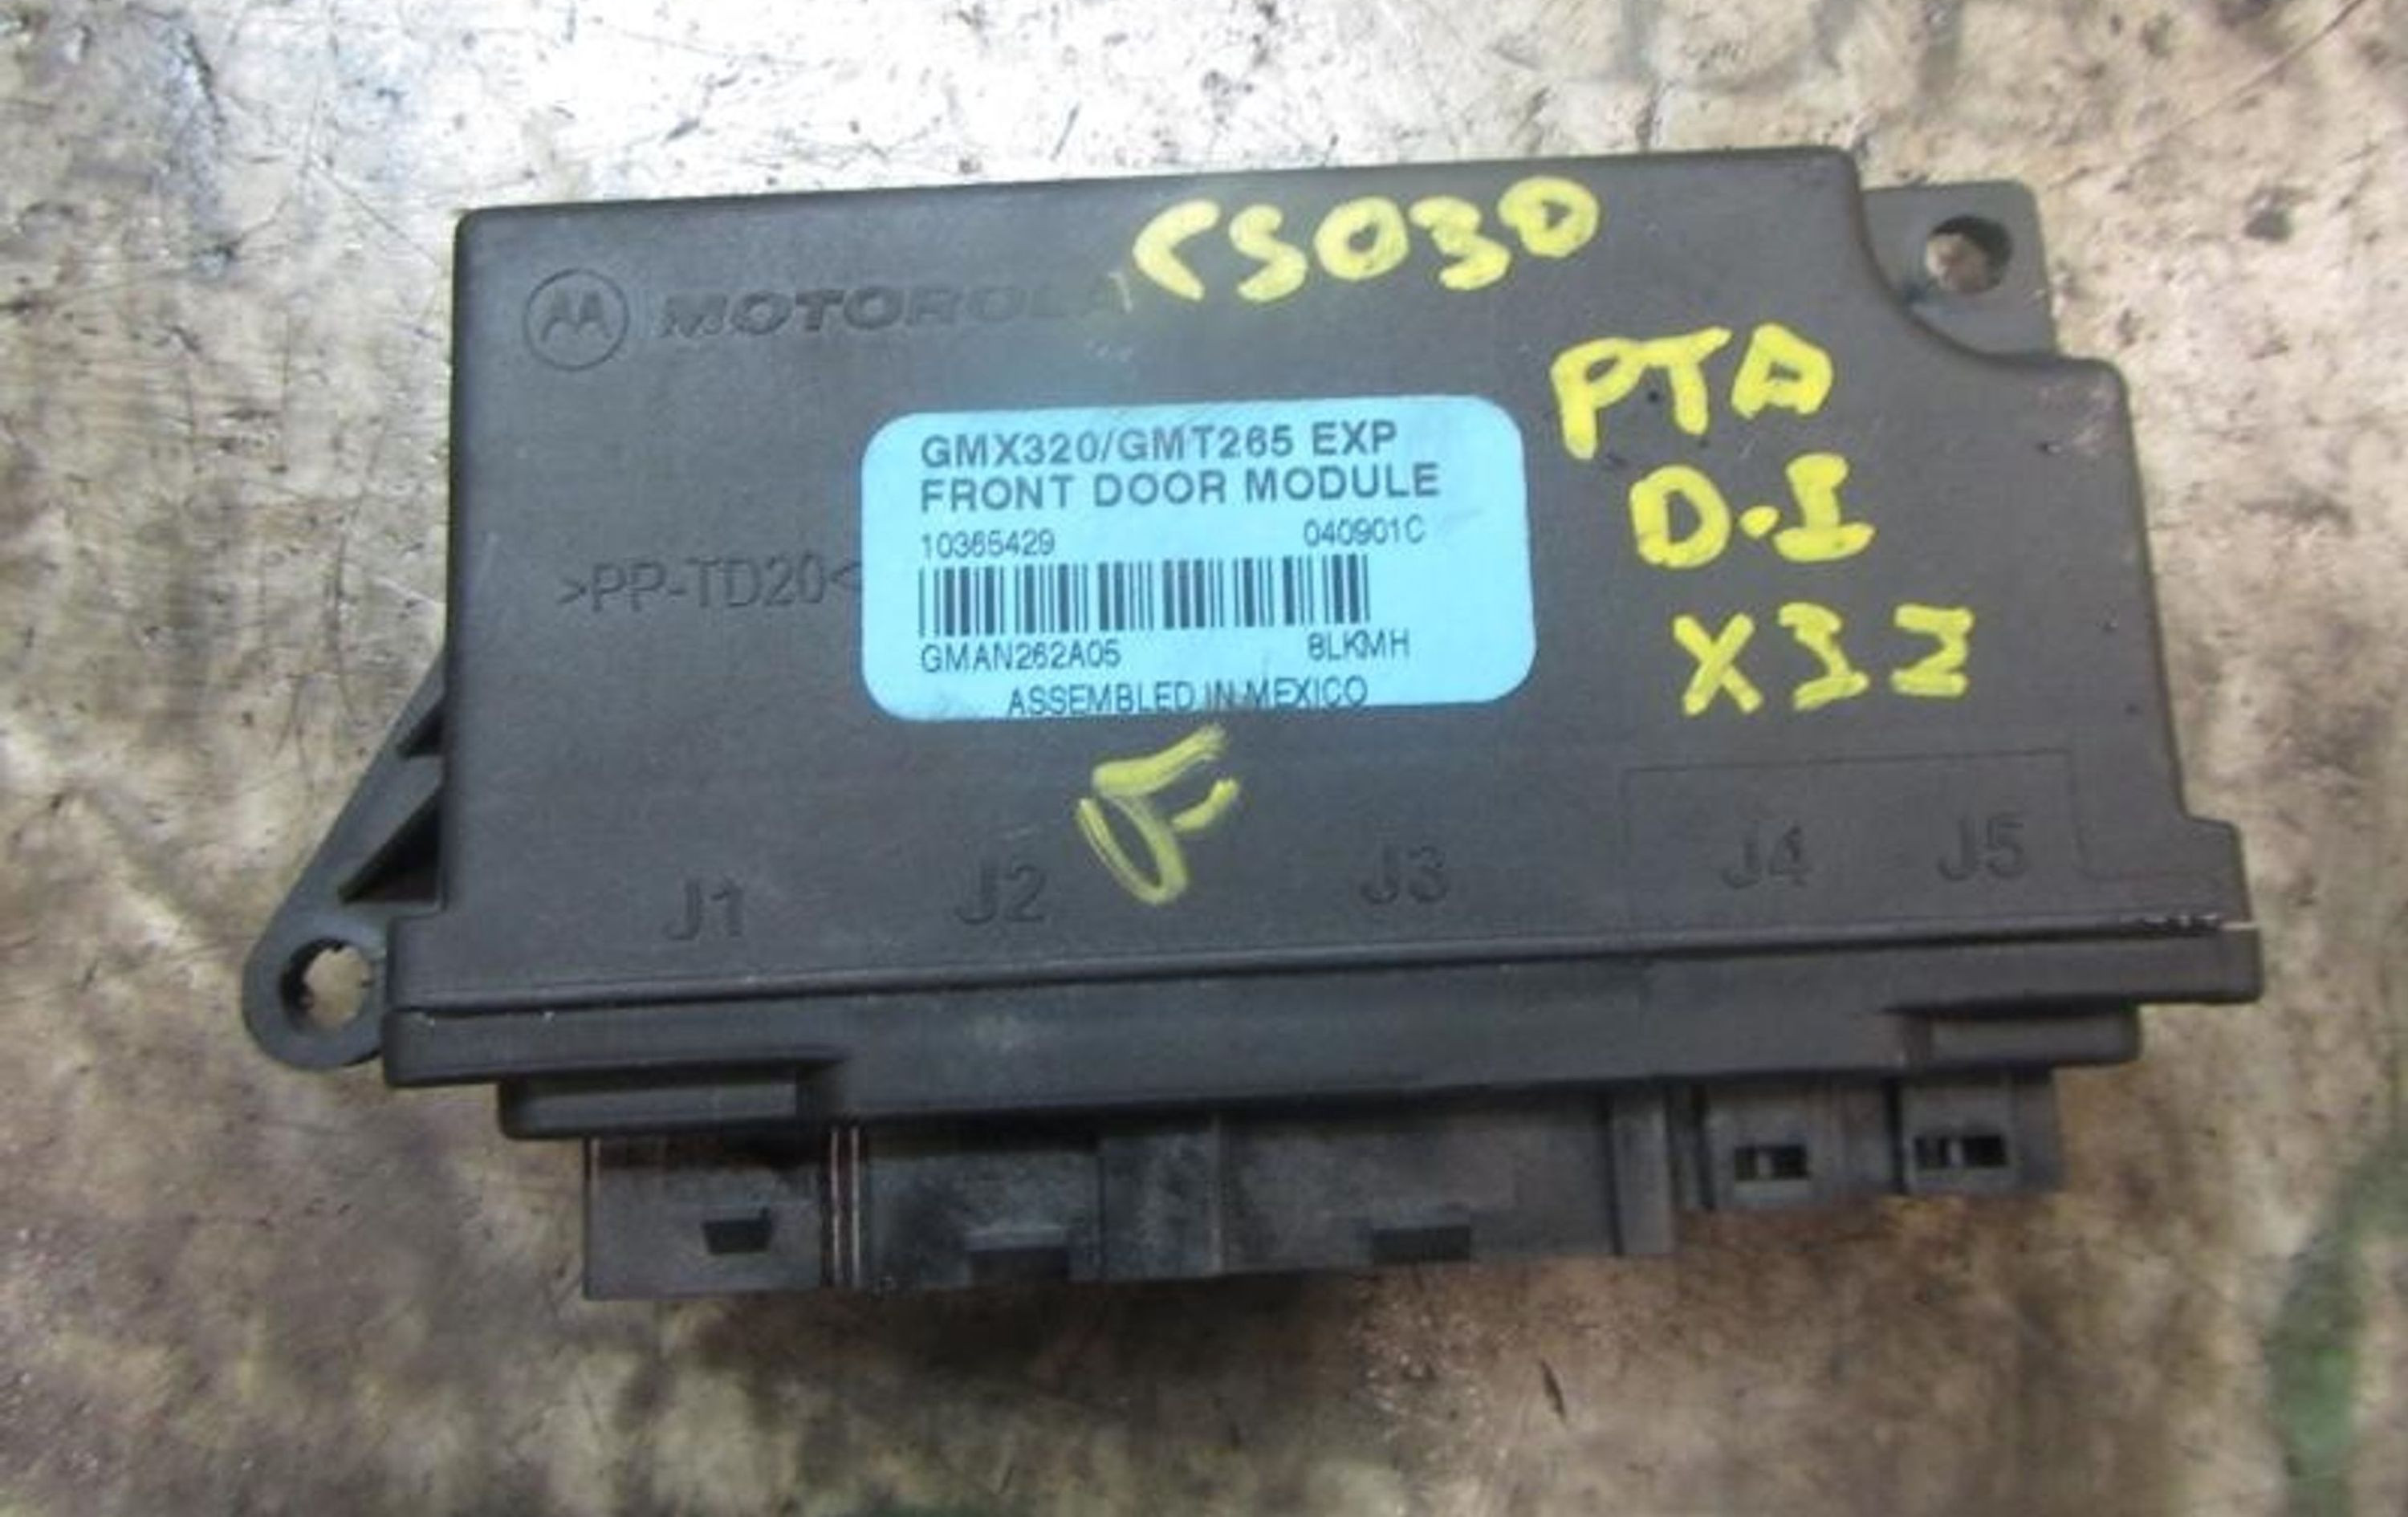 MOTOROLA
CS030
GMX320/GMT265 EXP
FRONT DOOR MODULE
10365429 040901C
GMAN262A05 8LKMH
ASSEMBLED IN MEXICO
>PP-TD20<
PTA
D.I
J1 J2 J3 J4 J5